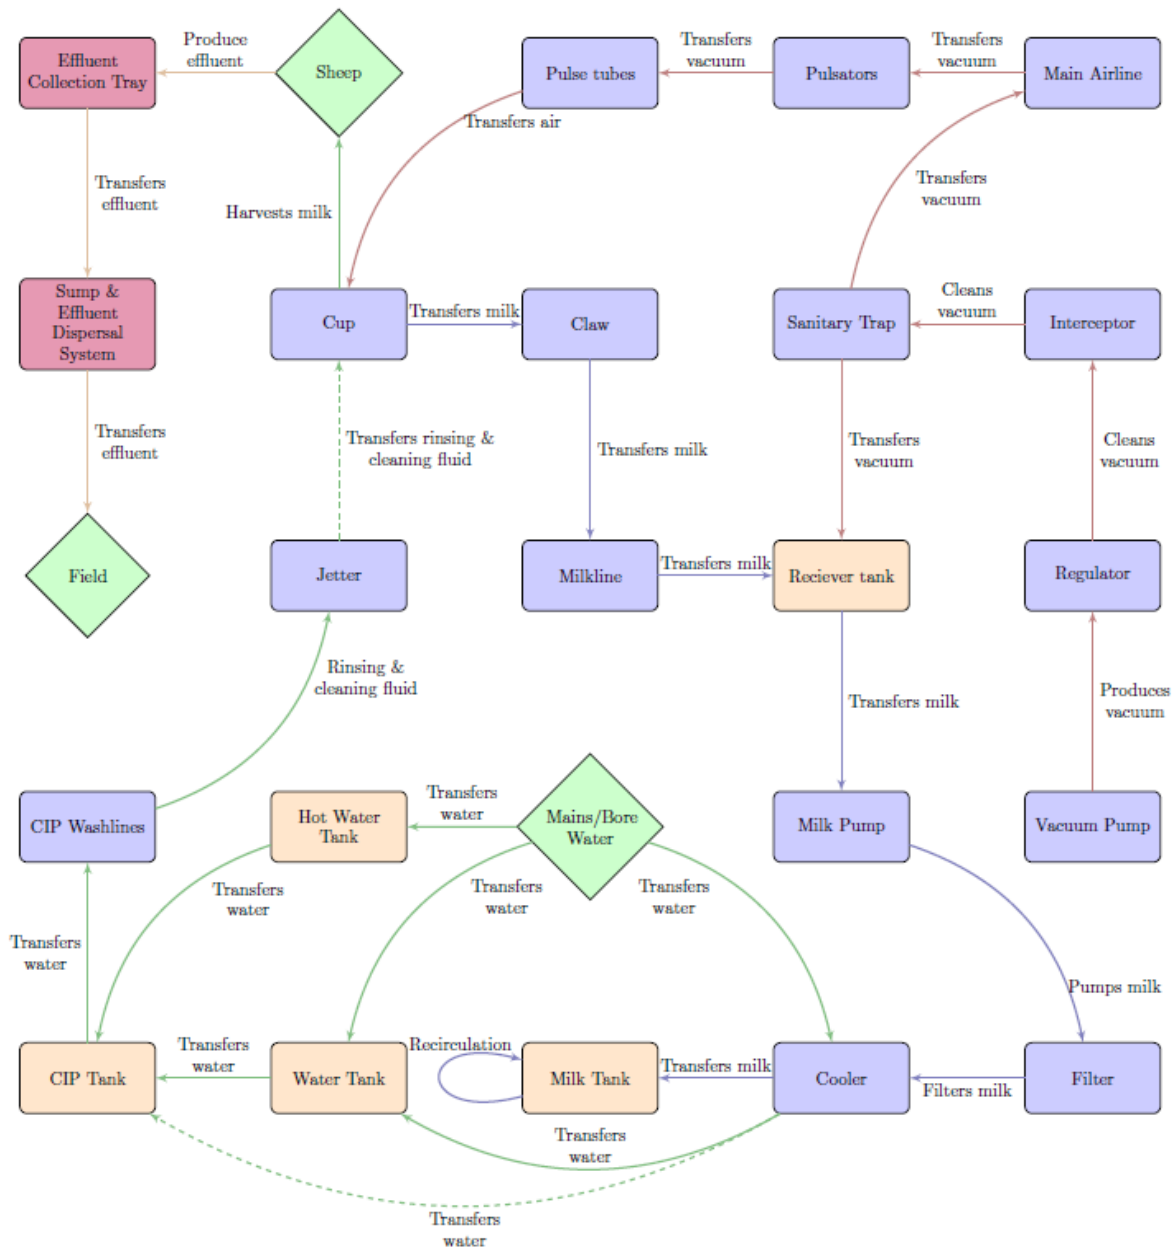 Effluent
Collection Tray
Produce
effluent
Sheep
Pulse tubes
Transfers
vacuum
Pulsators
Transfers
vacuum
Main Airline
Transfers air
Transfers
effluent
Harvests milk
Transfers
vacuum
Sump &
Effluent
Dispersal
System
Cup
Transfers milk
Claw
Sanitary Trap
Cleans
vacuum
Interceptor
Transfers
effluent
Transfers rinsing &
cleaning fluid
Transfers milk
Transfers
vacuum
Cleans
vacuum
Field
Jetter
Milkline
Transfers milk
Reciever tank
Regulator
Rinsing &
cleaning fluid
Transfers milk
Produces
vacuum
CIP Washlines
Hot Water
Tank
Transfers
water
Mains/Bore
Water
Milk Pump
Vacuum Pump
Transfers
water
Transfers
water
Transfers
water
Transfers
water
Pumps milk
CIP Tank
Transfers
water
Water Tank
Recirculation
Milk Tank
Transfers milk
Cooler
Filters milk
Filter
Transfers
water
Transfers
water